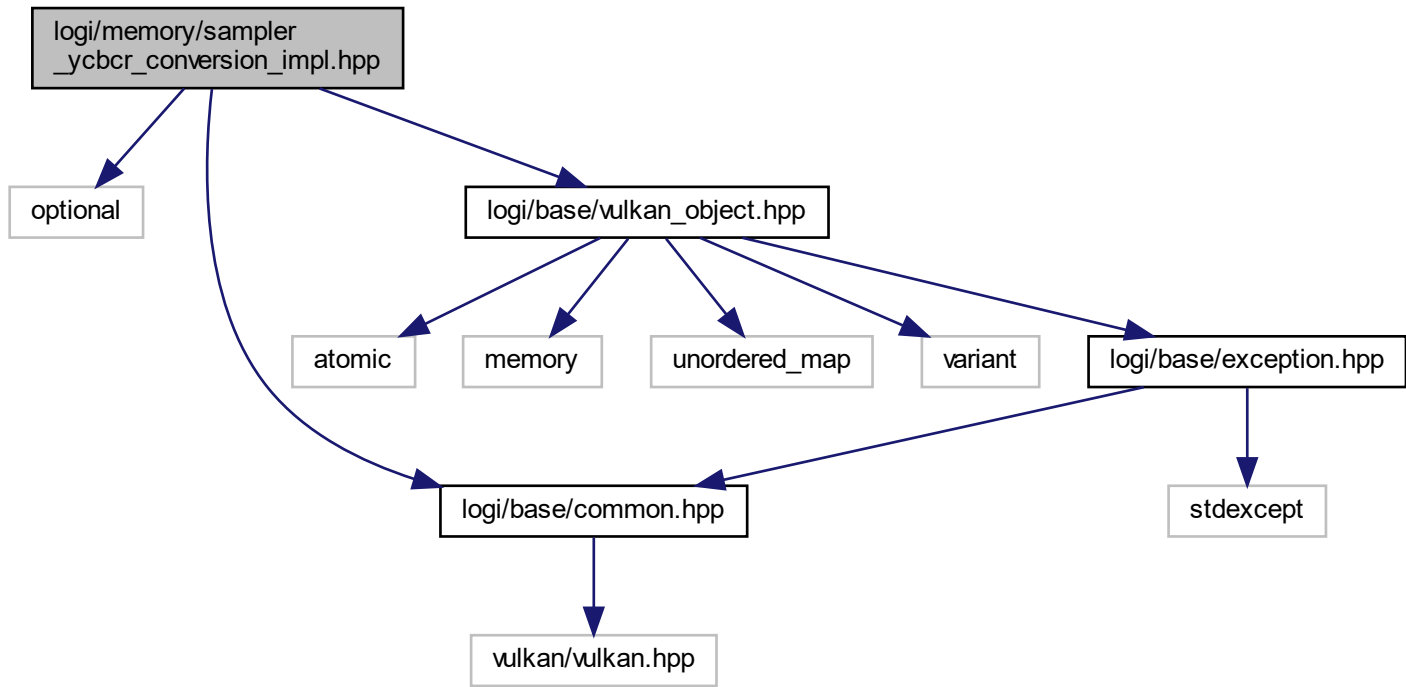 logi/memory/sampler
_ycbcr_conversion_impl.hpp
optional
logi/base/vulkan_object.hpp
atomic
memory
unordered_map
variant
logi/base/exception.hpp
logi/base/common.hpp
stdexcept
vulkan/vulkan.hpp